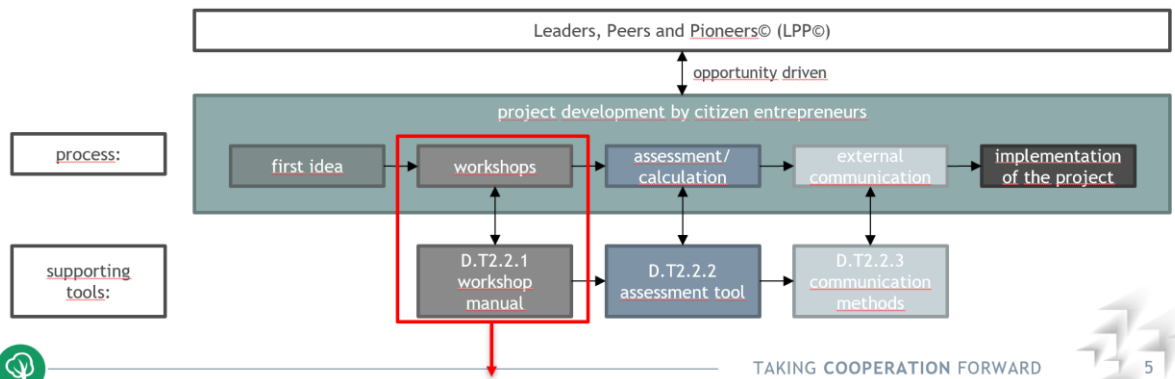 Leaders, Peers and Pioneers© (LPP©)
opportunity driven
project development by citizen entrepreneurs
process:
first idea
workshops
assessment/
calculation
external
communication
implementation
of the project
supporting
tools:
D.T2.2.1
workshop
manual
D.T2.2.2
assessment tool
D.T2.2.3
communication
methods
TAKING COOPERATION FORWARD
5